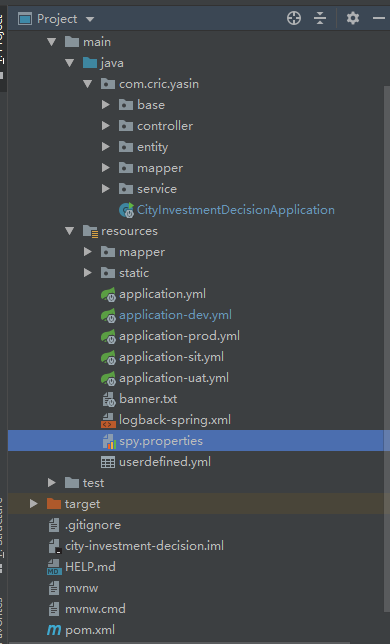 Project
main
java
com.cric.yasin
base
controller
entity
mapper
service
CityInvestmentDecisionApplication
resources
mapper
static
application.yml
application-dev.yml
application-prod.yml
application-sit.yml
application-uat.yml
banner.txt
logback-spring.xml
spy.properties
userdefined.yml
test
target
.gitignore
city-investment-decision.iml
HELP.md
mvnw
mvnw.cmd
pom.xml